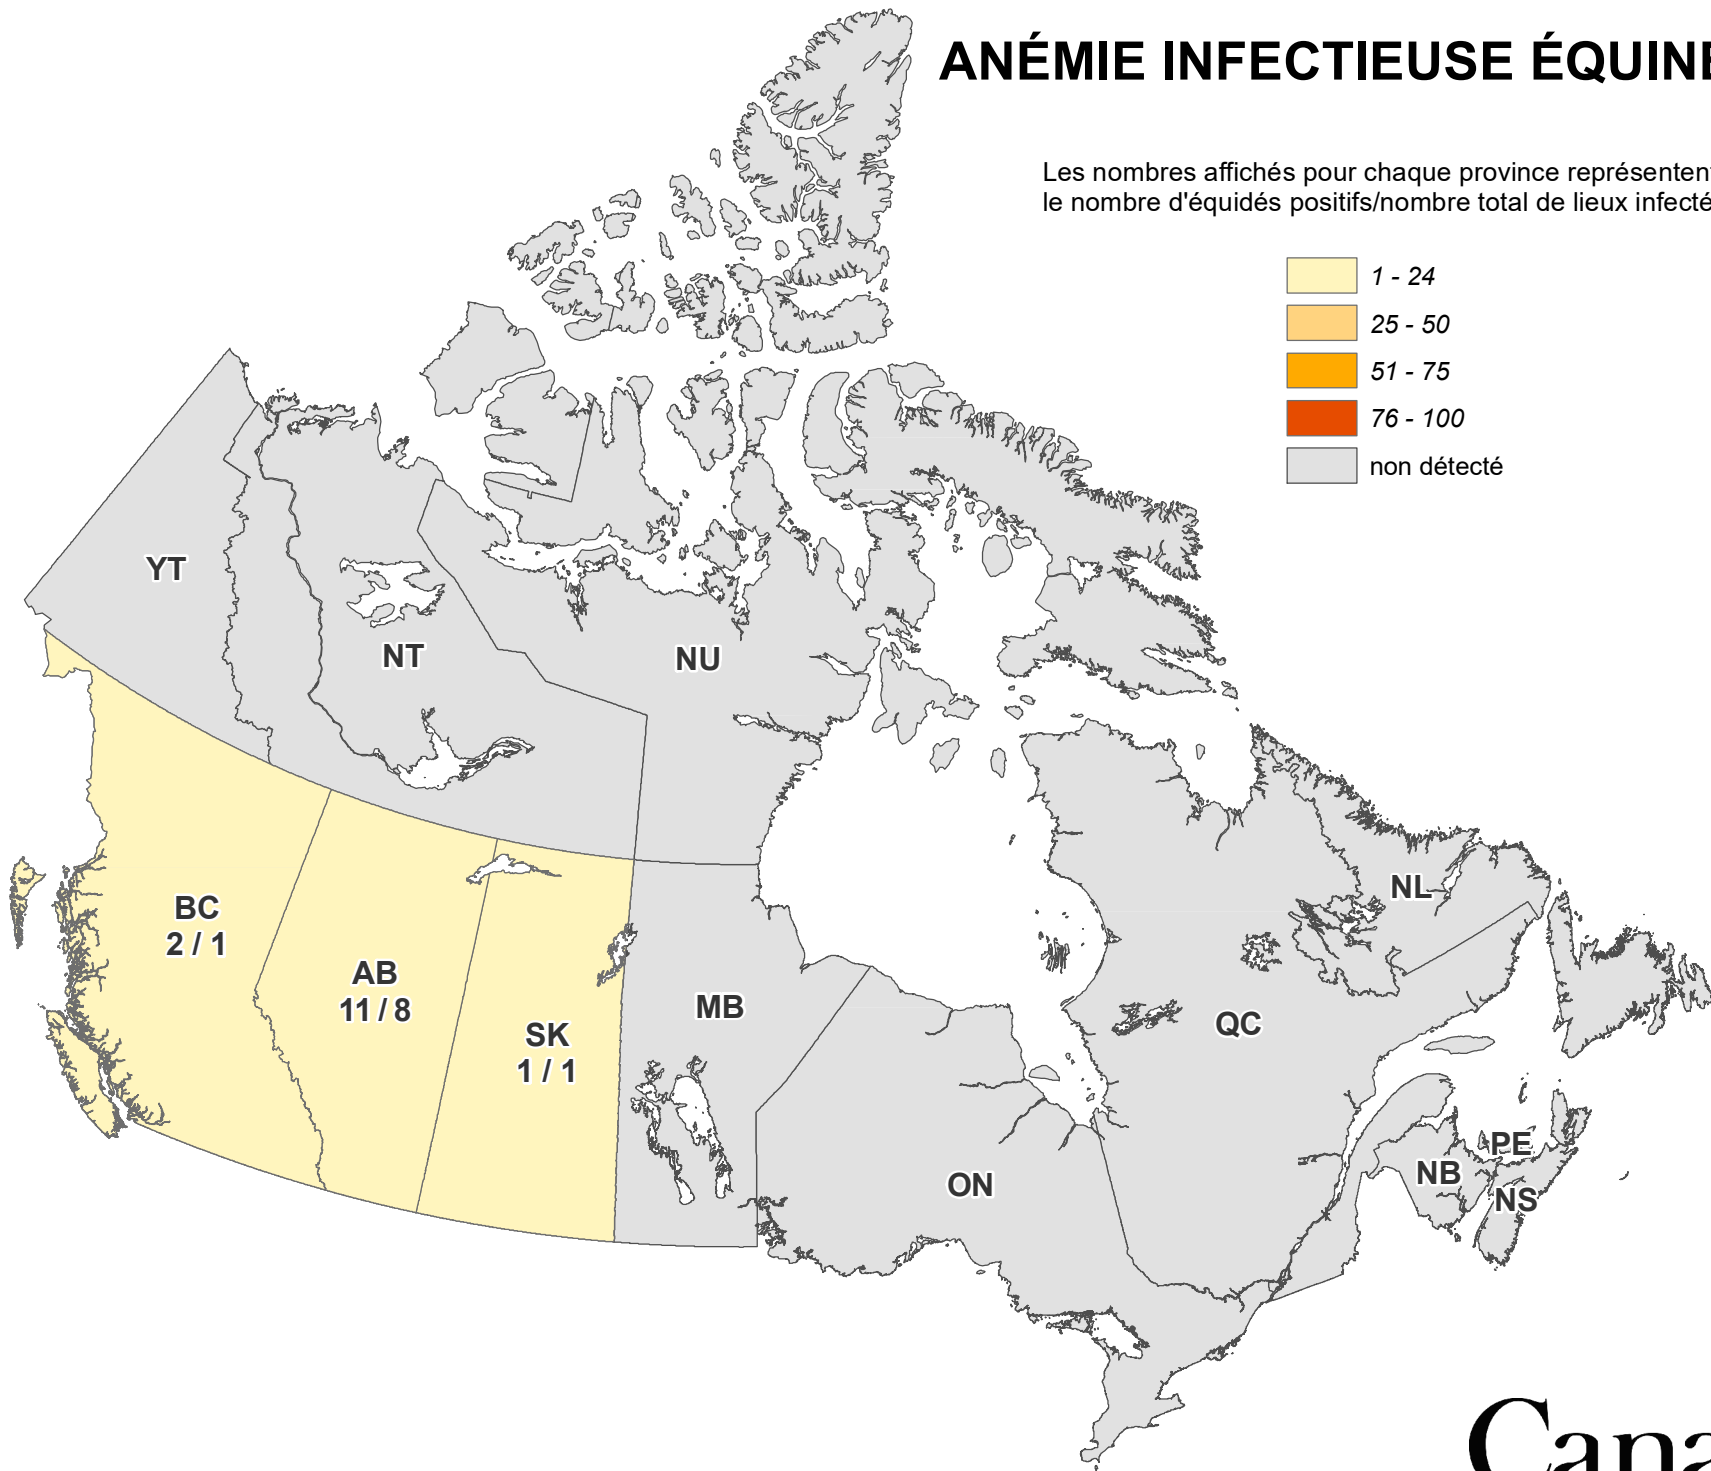 ANÉMIE INFECTIEUSE ÉQUINE
Les nombres affichés pour chaque province représentent
le nombre d'équidés positifs/nombre total de lieux infecté
1 - 24
25 - 50
51 - 75
76 - 100
non détecté
YT
NT
NU
BC
2 / 1
AB
11 / 8
SK
1 / 1
MB
ON
QC
NL
PE
NB
NS
Cana